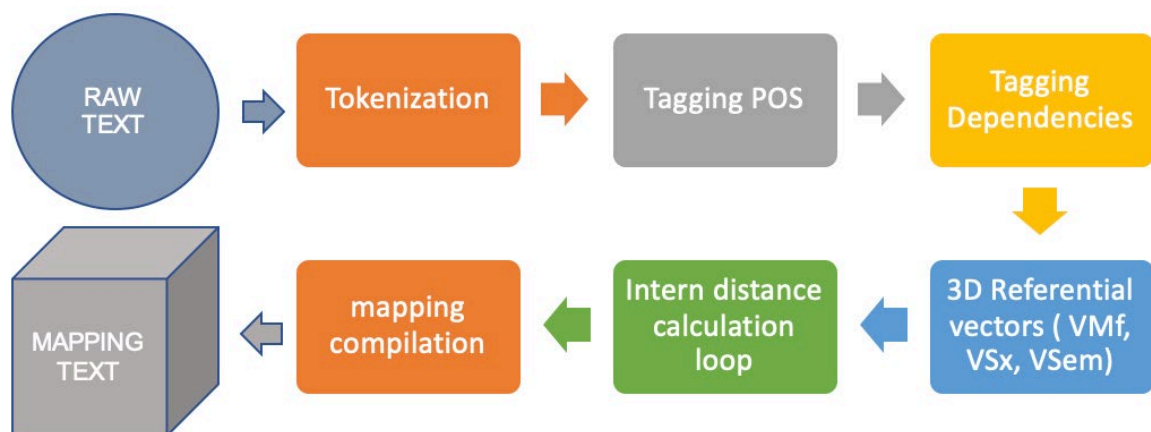 RAW
TEXT
Tokenization
Tagging POS
Tagging
Dependencies
3D Referential
vectors ( VMf,
VSx, VSem)
Intern distance
calculation
loop
mapping
compilation
MAPPING
TEXT